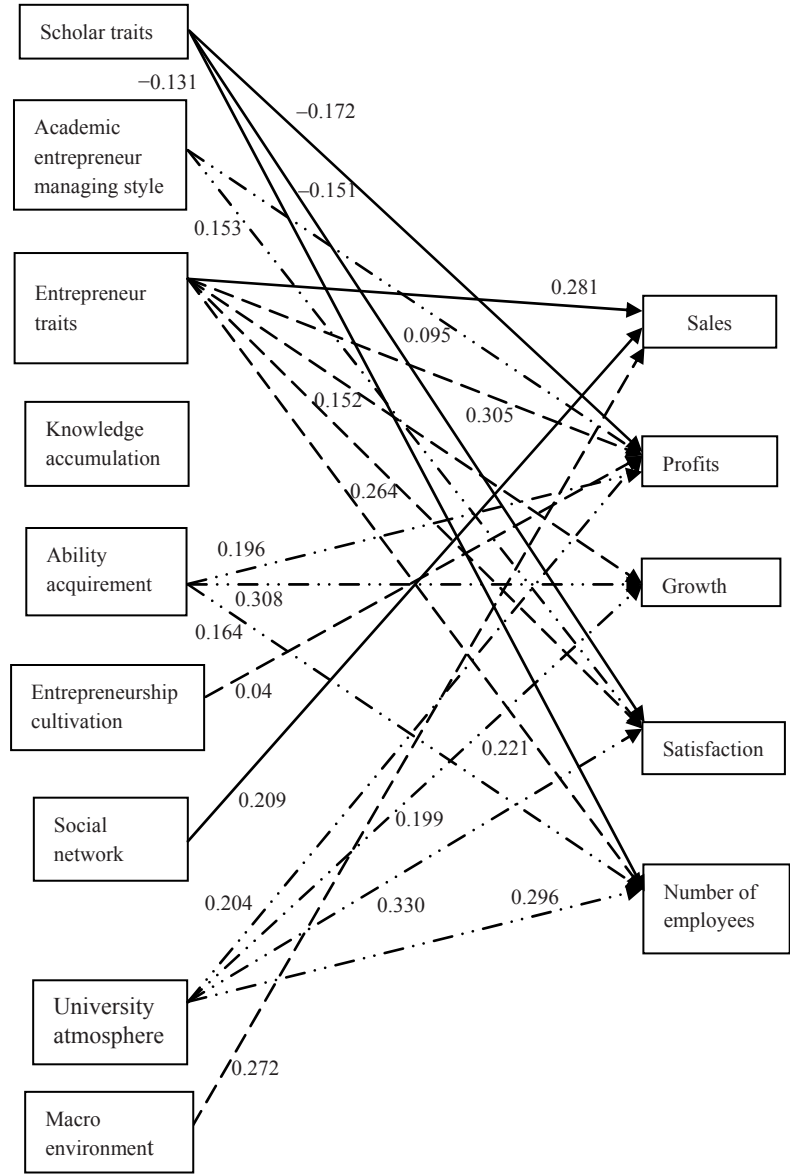 Scholar traits
−0.131
–0.172
Academic
entrepreneur
managing style
–0.151
0.153
Entrepreneur
traits
0.281
Sales
0.095
0.152
0.305
Knowledge
accumulation
Profits
0.264
Ability
acquirement
0.196
0.308
0.164
Growth
Entrepreneurship
cultivation
0.04
0.221
Satisfaction
Social
network
0.209
0.199
Number of
employees
0.204
0.330
0.296
University
atmosphere
0.272
Macro
environment